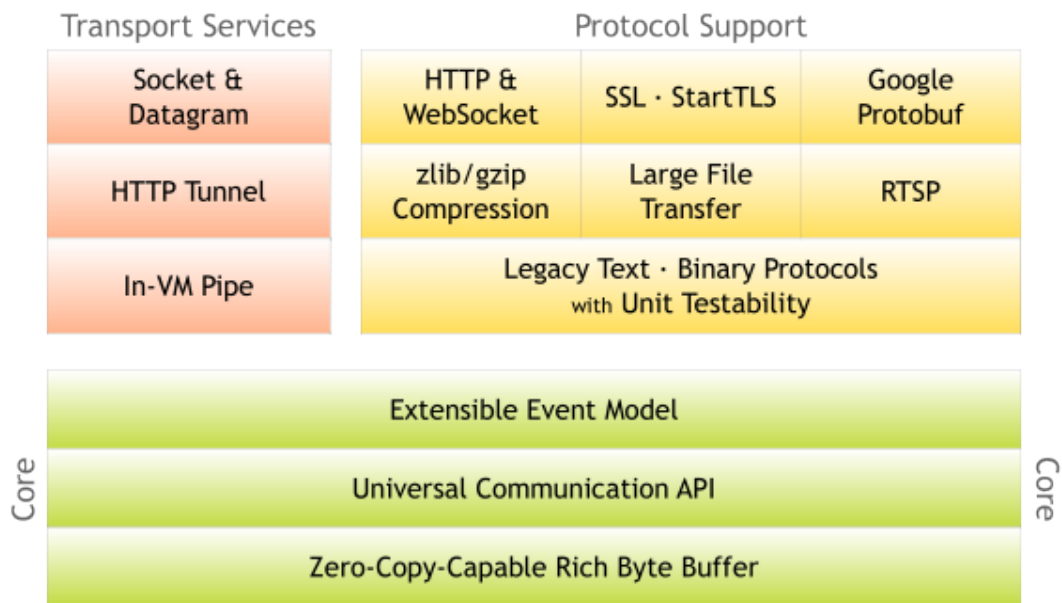 Transport Services
Protocol Support
Socket &
Datagram
HTTP &
WebSocket
SSL · StartTLS
Google
Protobuf
HTTP Tunnel
zlib/gzip
Compression
Large File
Transfer
RTSP
In-VM Pipe
Legacy Text · Binary Protocols
with Unit Testability
Core
Extensible Event Model
Universal Communication API
Zero-Copy-Capable Rich Byte Buffer
Core